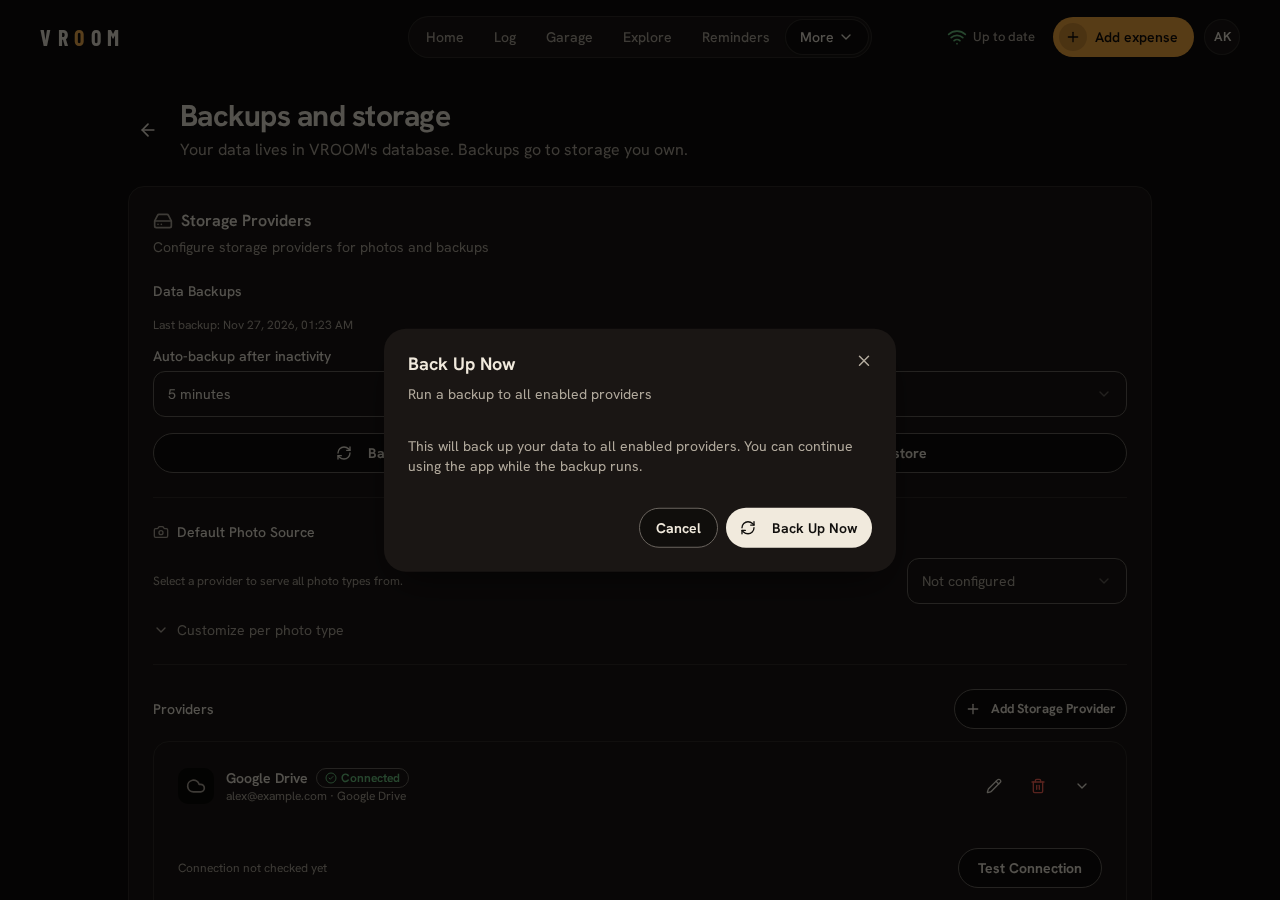 VROOM
Home
Log
Garage
Explore
Reminders
More
Up to date
Add expense
AK
Backups and storage
Your data lives in VROOM's database. Backups go to storage you own.
Storage Providers
Configure storage providers for photos and backups
Data Backups
Last backup: Nov 27, 2026, 01:23 AM
Auto-backup after inactivity
5 minutes
Back Up Now
Run a backup to all enabled providers
This will back up your data to all enabled providers. You can continue
using the app while the backup runs.
Cancel
Back Up Now
Default Photo Source
Select a provider to serve all photo types from.
Not configured
Customize per photo type
Providers
Add Storage Provider
Google Drive
Connected
alex@example.com · Google Drive
Connection not checked yet
Test Connection